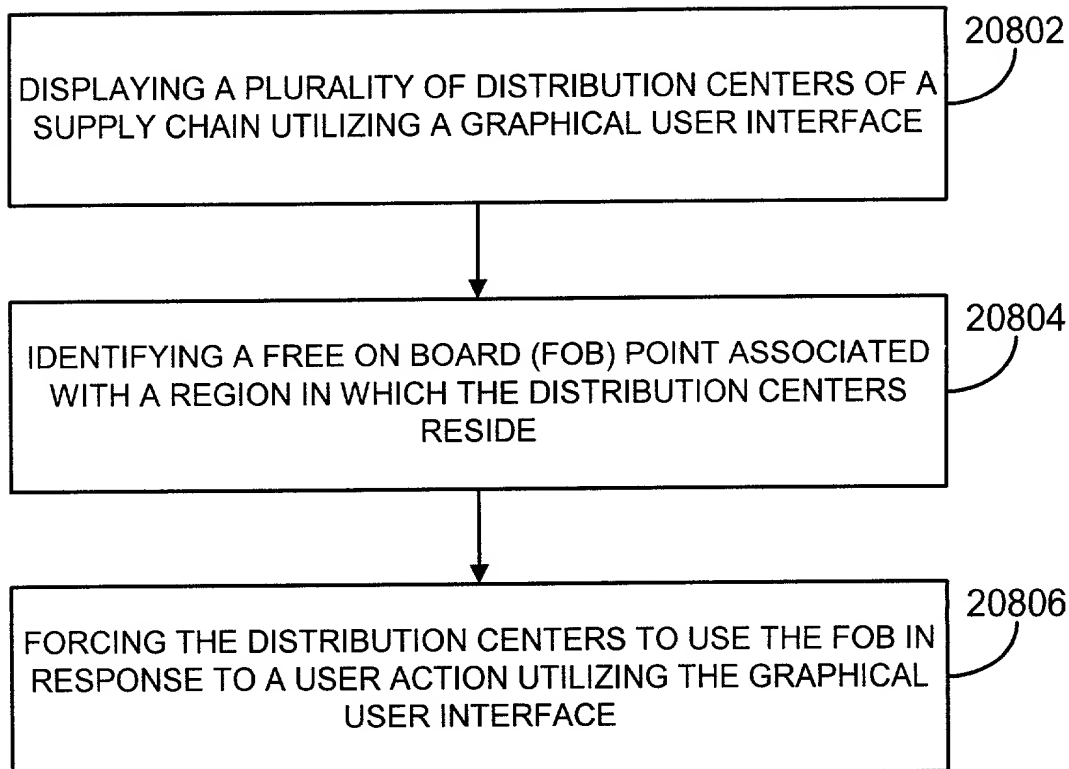 20802
DISPLAYING A PLURALITY OF DISTRIBUTION CENTERS OF A
SUPPLY CHAIN UTILIZING A GRAPHICAL USER INTERFACE
20804
IDENTIFYING A FREE ON BOARD (FOB) POINT ASSOCIATED
WITH A REGION IN WHICH THE DISTRIBUTION CENTERS
RESIDE
20806
FORCING THE DISTRIBUTION CENTERS TO USE THE FOB IN
RESPONSE TO A USER ACTION UTILIZING THE GRAPHICAL
USER INTERFACE